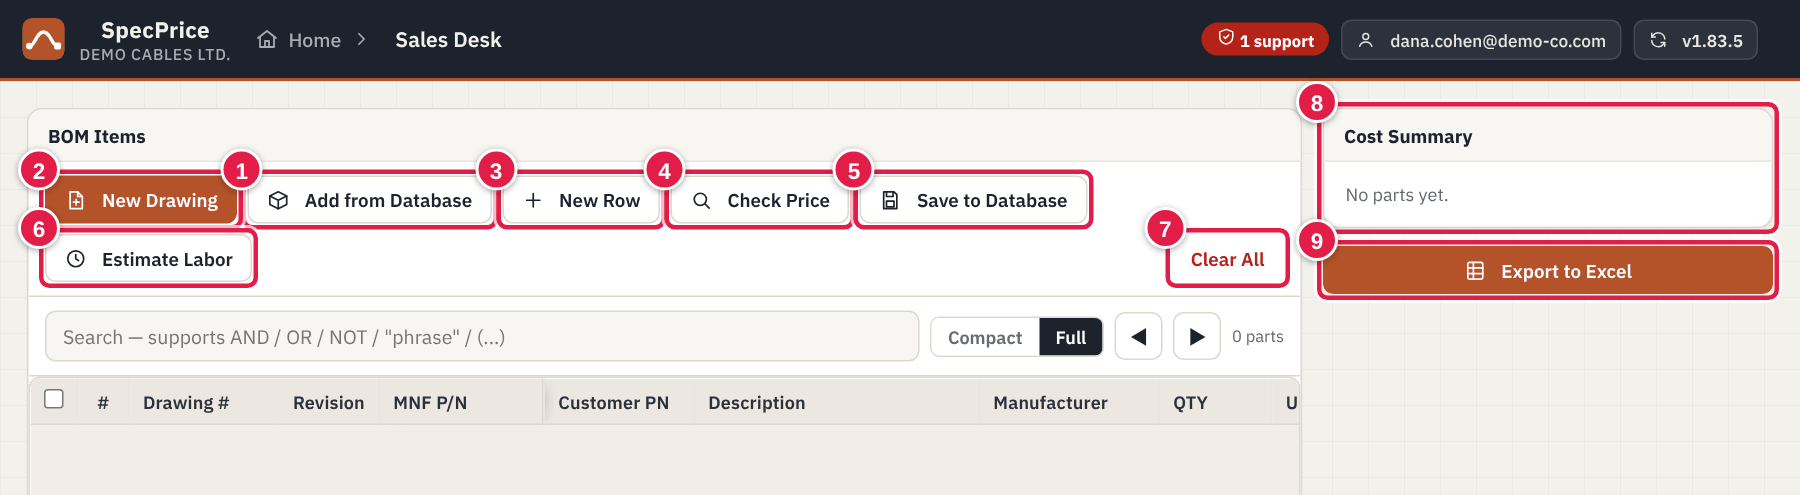 SpecPrice
DEMO CABLES LTD.
Home
Sales Desk
1 support
dana.cohen@demo-co.com
v1.83.5
BOM Items
8
Cost Summary
2
New Drawing
1
Add from Database
3
New Row
4
Check Price
5
Save to Database
No parts yet.
6
Estimate Labor
7
Clear All
9
Export to Excel
Search — supports AND / OR / NOT / "phrase" / (...)
Compact
Full
0 parts
#
Drawing #
Revision
MNF P/N
Customer PN
Description
Manufacturer
QTY
U